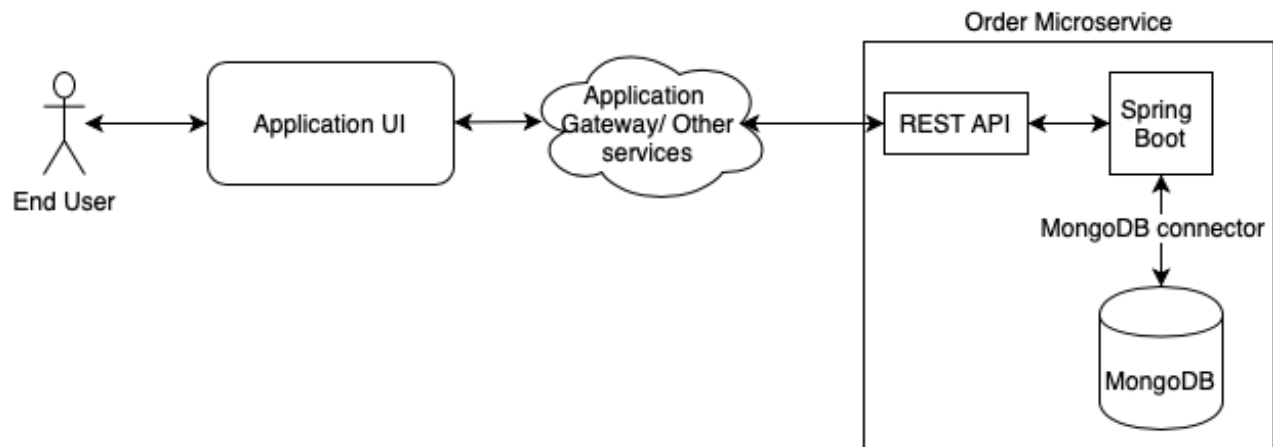 Order Microservice
End User
Application UI
Application
Gateway/ Other
services
REST API
Spring
Boot
MongoDB connector
MongoDB